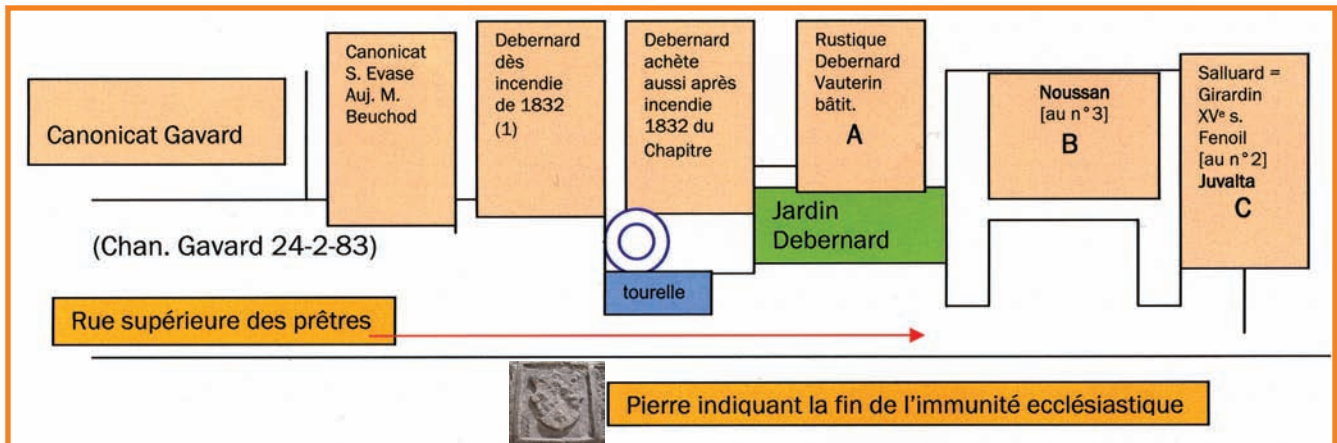 Canonicat Gavard
Canonicat
S. Evase
Auj. M.
Beuchod
Debernard
dès
incendie
de 1832
(1)
Debernard
achète
aussi après
incendie
1832 du
Chapitre
Rustique
Debernard
Vauterin
bâtit.
A
Noussan
[au n°3]
B
Salluard =
Girardin
XVe s.
Fenoil
[au n°2]
Juvalta
C
(Chan. Gavard 24-2-83)
Jardin
Debernard
tourelle
Rue supérieure des prêtres
Pierre indiquant la fin de l'immunité ecclésiastique